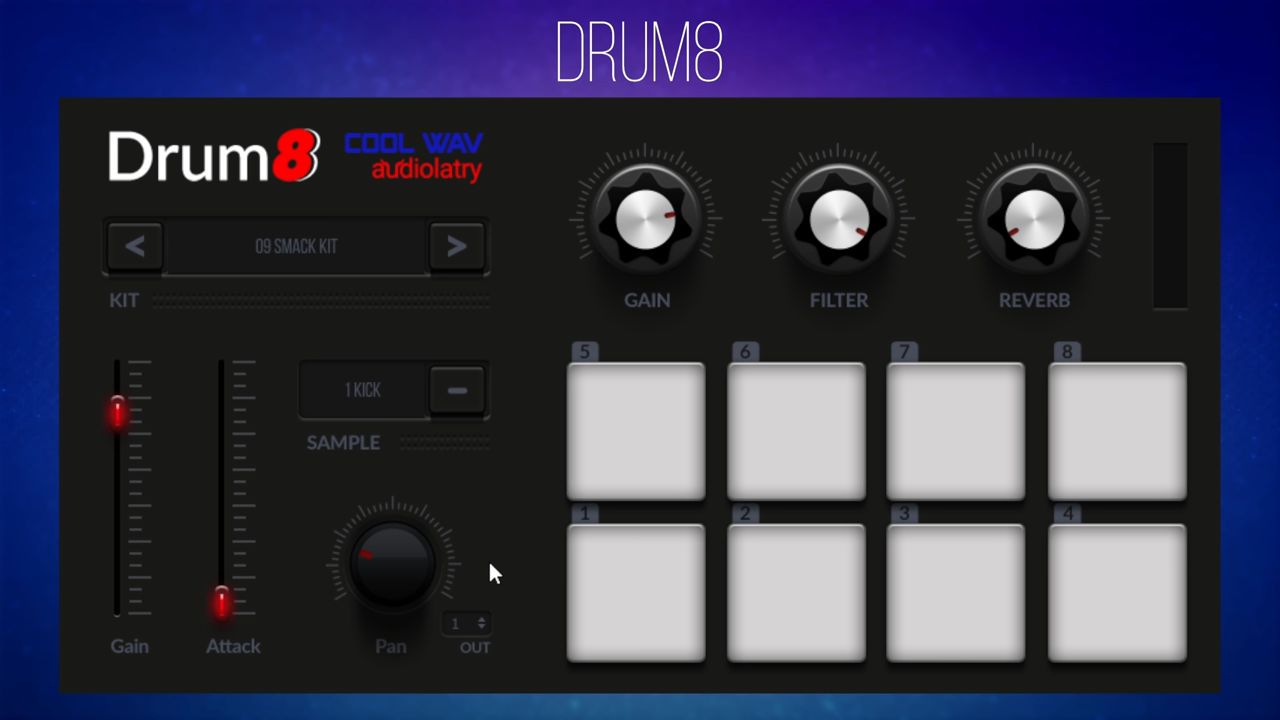 DRUM8
Drum8
COOL WAV
audiolatry
< 09 SMACK KIT >
KIT
GAIN
FILTER
REVERB
1 KICK
SAMPLE
5 6 7 8
1 2 3 4
1
OUT
Gain
Attack
Pan